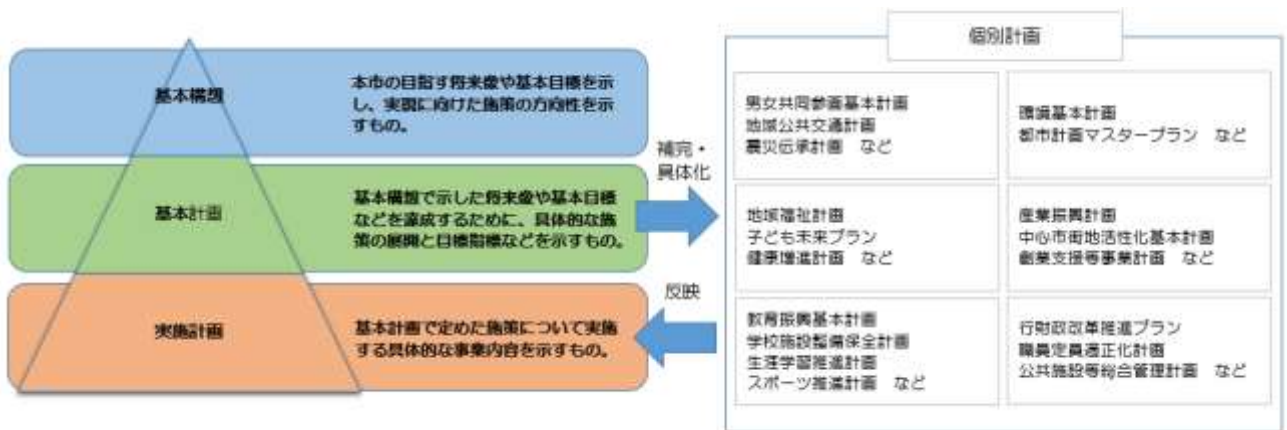 基本構想
本市の目指す将来像や基本目標を示
し、実現に向けた施策の方向性を示
すもの。
基本計画
基本構想で示した将来像や基本目標
などを達成するために、具体的な施
策の展開と目標指標などを示すもの。
実施計画
基本計画で定めた施策について実施
する具体的な事業内容を示すもの。
補完・
具体化
反映
個別計画
男女共同参画基本計画
地域公共交通計画
震災伝承計画 など
環境基本計画
都市計画マスタープラン など
地域福祉計画
子ども未来プラン
健康増進計画 など
産業振興計画
中心市街地活性化基本計画
創業支援等事業計画 など
教育振興基本計画
学校施設整備保全計画
生涯学習推進計画
スポーツ推進計画 など
行財政改革推進プラン
職員定員適正化計画
公共施設等総合管理計画 など